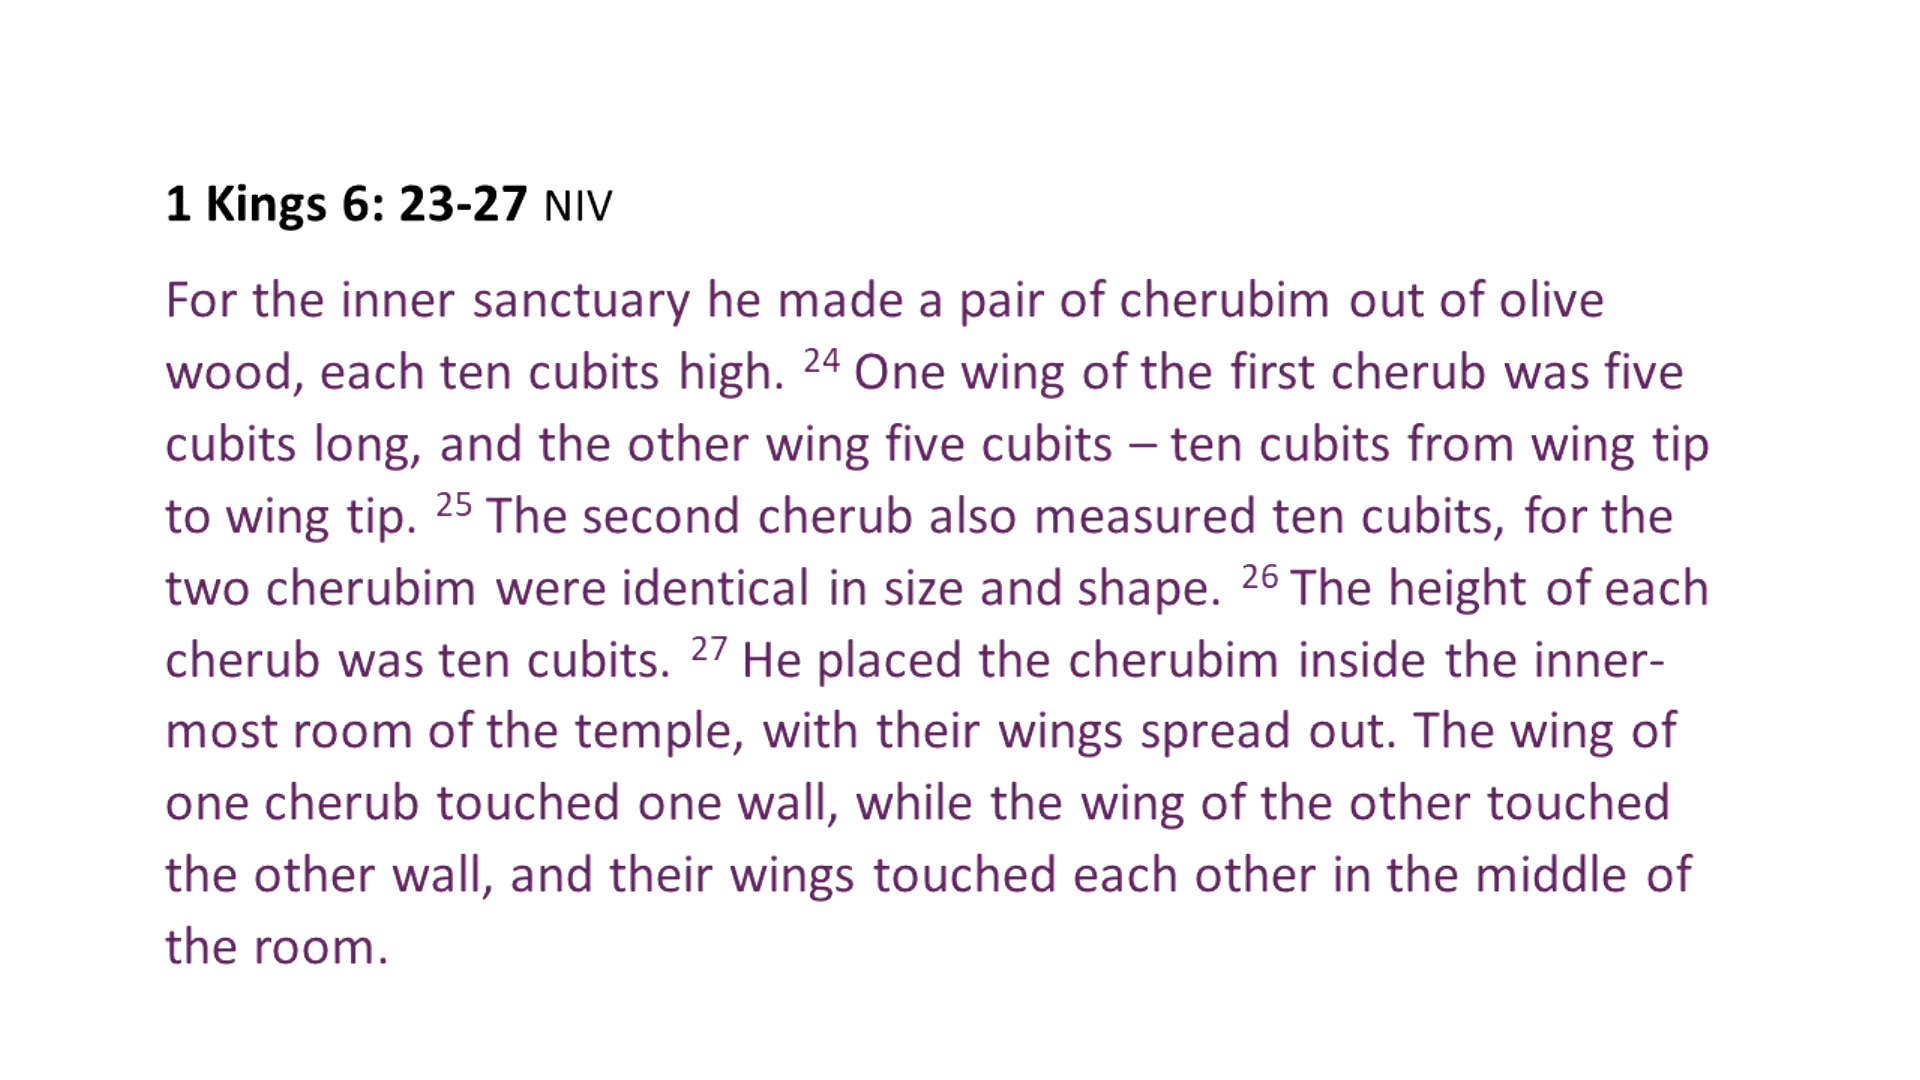 1 Kings 6: 23-27 NIV
For the inner sanctuary he made a pair of cherubim out of olive
wood, each ten cubits high. 24 One wing of the first cherub was five
cubits long, and the other wing five cubits – ten cubits from wing tip
to wing tip. 25 The second cherub also measured ten cubits, for the
two cherubim were identical in size and shape. 26 The height of each
cherub was ten cubits. 27 He placed the cherubim inside the inner-
most room of the temple, with their wings spread out. The wing of
one cherub touched one wall, while the wing of the other touched
the other wall, and their wings touched each other in the middle of
the room.